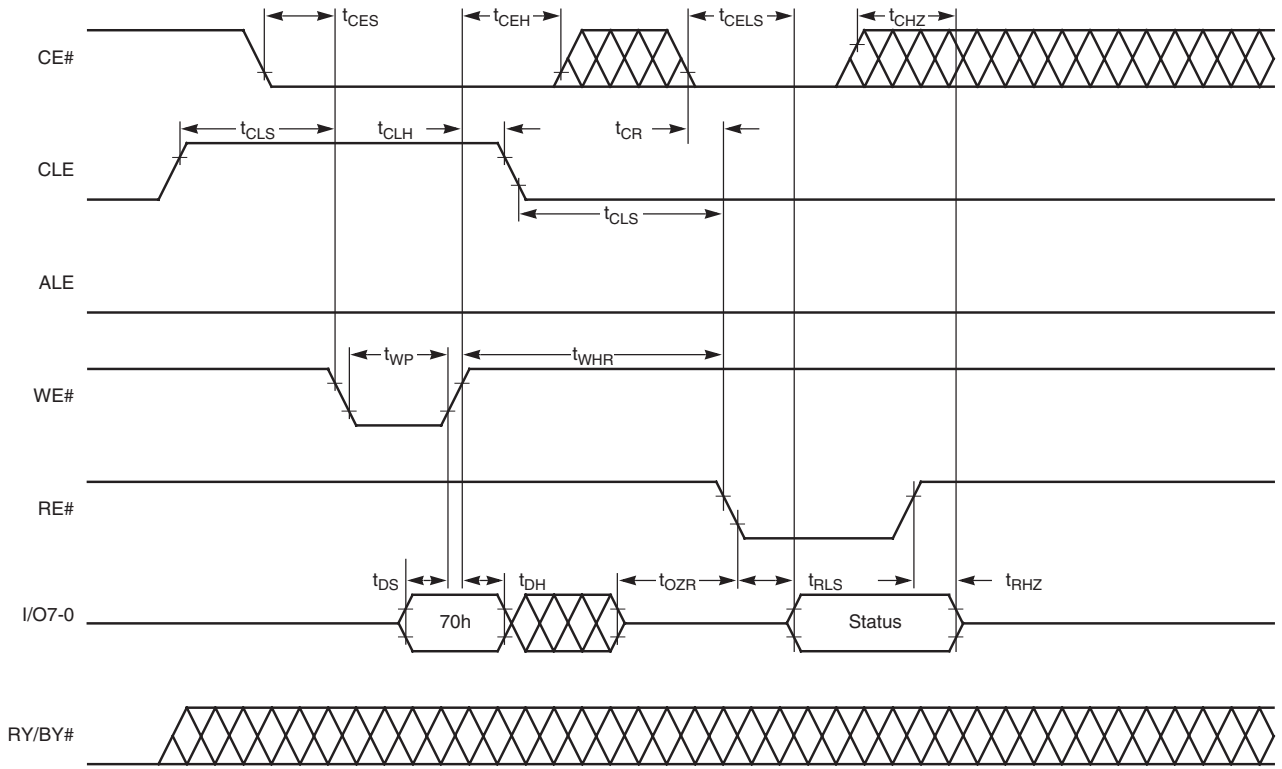 tCES
tCEH
tCELS
tCHZ
CE#
tCLS
tCLH
tCR
CLE
tCLS
ALE
tWP
tWHR
WE#
RE#
tDS
tDH
tOZR
tRLS
tRHZ
I/O7-0
70h
Status
RY/BY#